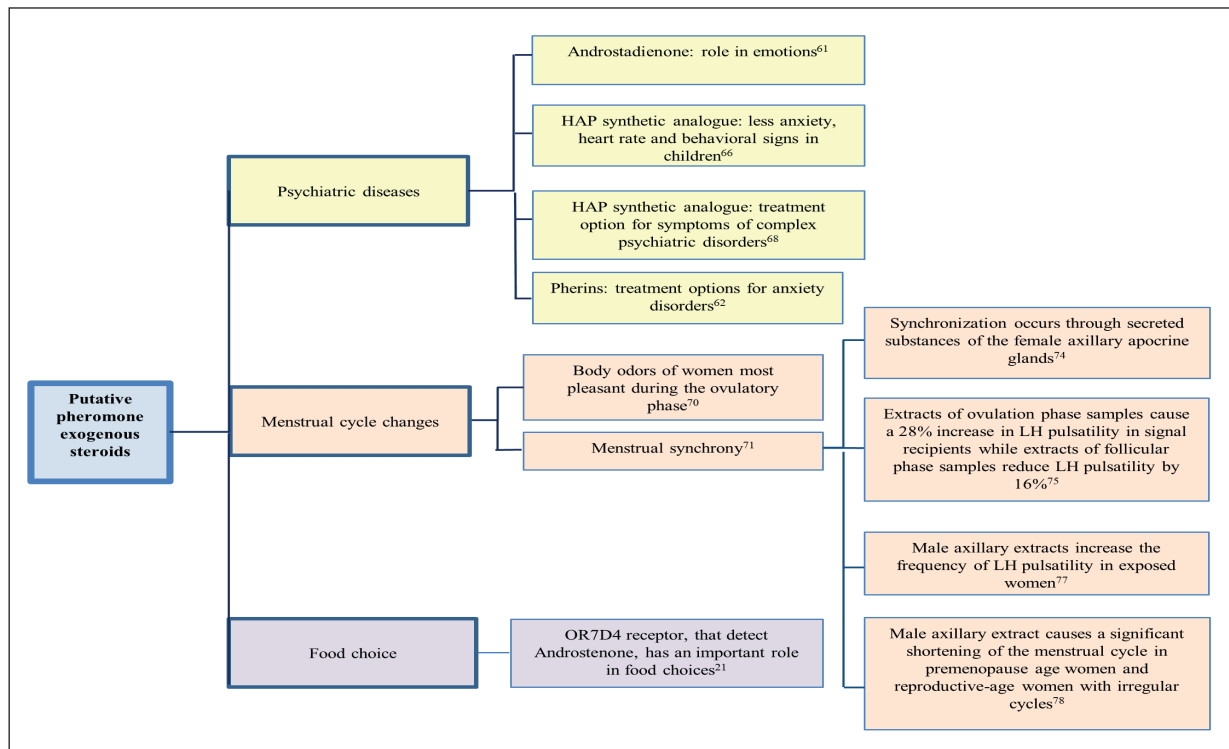 Putative
pheromone
exogenous
steroids
Psychiatric diseases
Androstadienone: role in emotions61
HAP synthetic analogue: less anxiety,
heart rate and behavioral signs in
children66
HAP synthetic analogue: treatment
option for symptoms of complex
psychiatric disorders68
Pherins: treatment options for anxiety
disorders62
Menstrual cycle changes
Body odors of women most
pleasant during the ovulatory
phase70
Menstrual synchrony71
Synchronization occurs through secreted
substances of the female axillary apocrine
glands74
Extracts of ovulation phase samples cause
a 28% increase in LH pulsatility in signal
recipients while extracts of follicular
phase samples reduce LH pulsatility by
16%75
Male axillary extracts increase the
frequency of LH pulsatility in exposed
women77
Male axillary extract causes a significant
shortening of the menstrual cycle in
premenopause age women and
reproductive-age women with irregular
cycles78
Food choice
OR7D4 receptor, that detect
Androstenone, has an important role
in food choices21